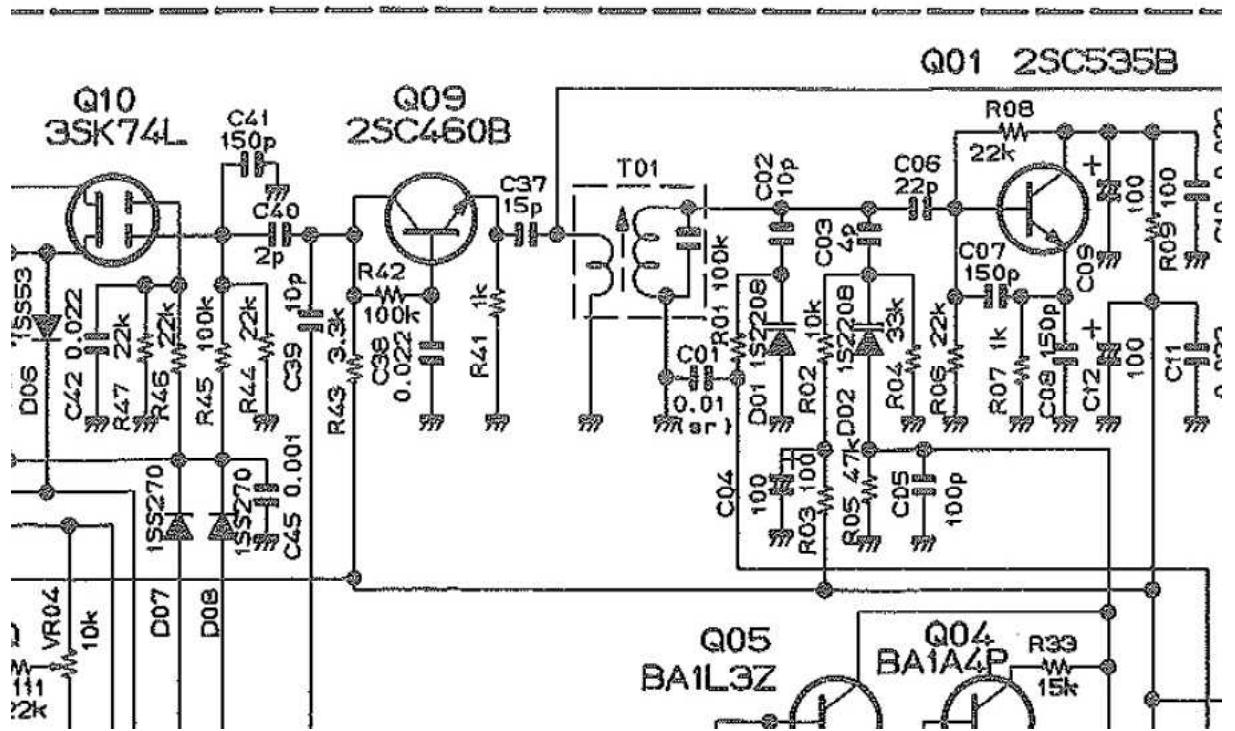 Q01 2SC535B
Q10
3SK74L
C41
150p
Q09
2SC460B
T01
C02
10p
C06
22p
R08
22k
C40
2p
C37
15p
C03
4p
C07
150p
C09
100
R09
100
1SS53
D06
C42 0.022
R47 22k
R46 22k
R45 100k
R44 22k
C39 10p
R43 3.3k
R42
100k
C38
0.022
R41 1k
C01
0.01
(sr)
R01 100k
D01 1S2208
R02 10k
D02 1S2208
R04 33k
R06 22k
R07 1k
C08 150p
C12
100
C11
1SS270
1SS270
C45 0.001
C04
100
R03 100
R05 47k
C05
100p
VR04
10k
D07
D08
Q05
BA1L3Z
Q04
BA1A4P
R33
15k
22k